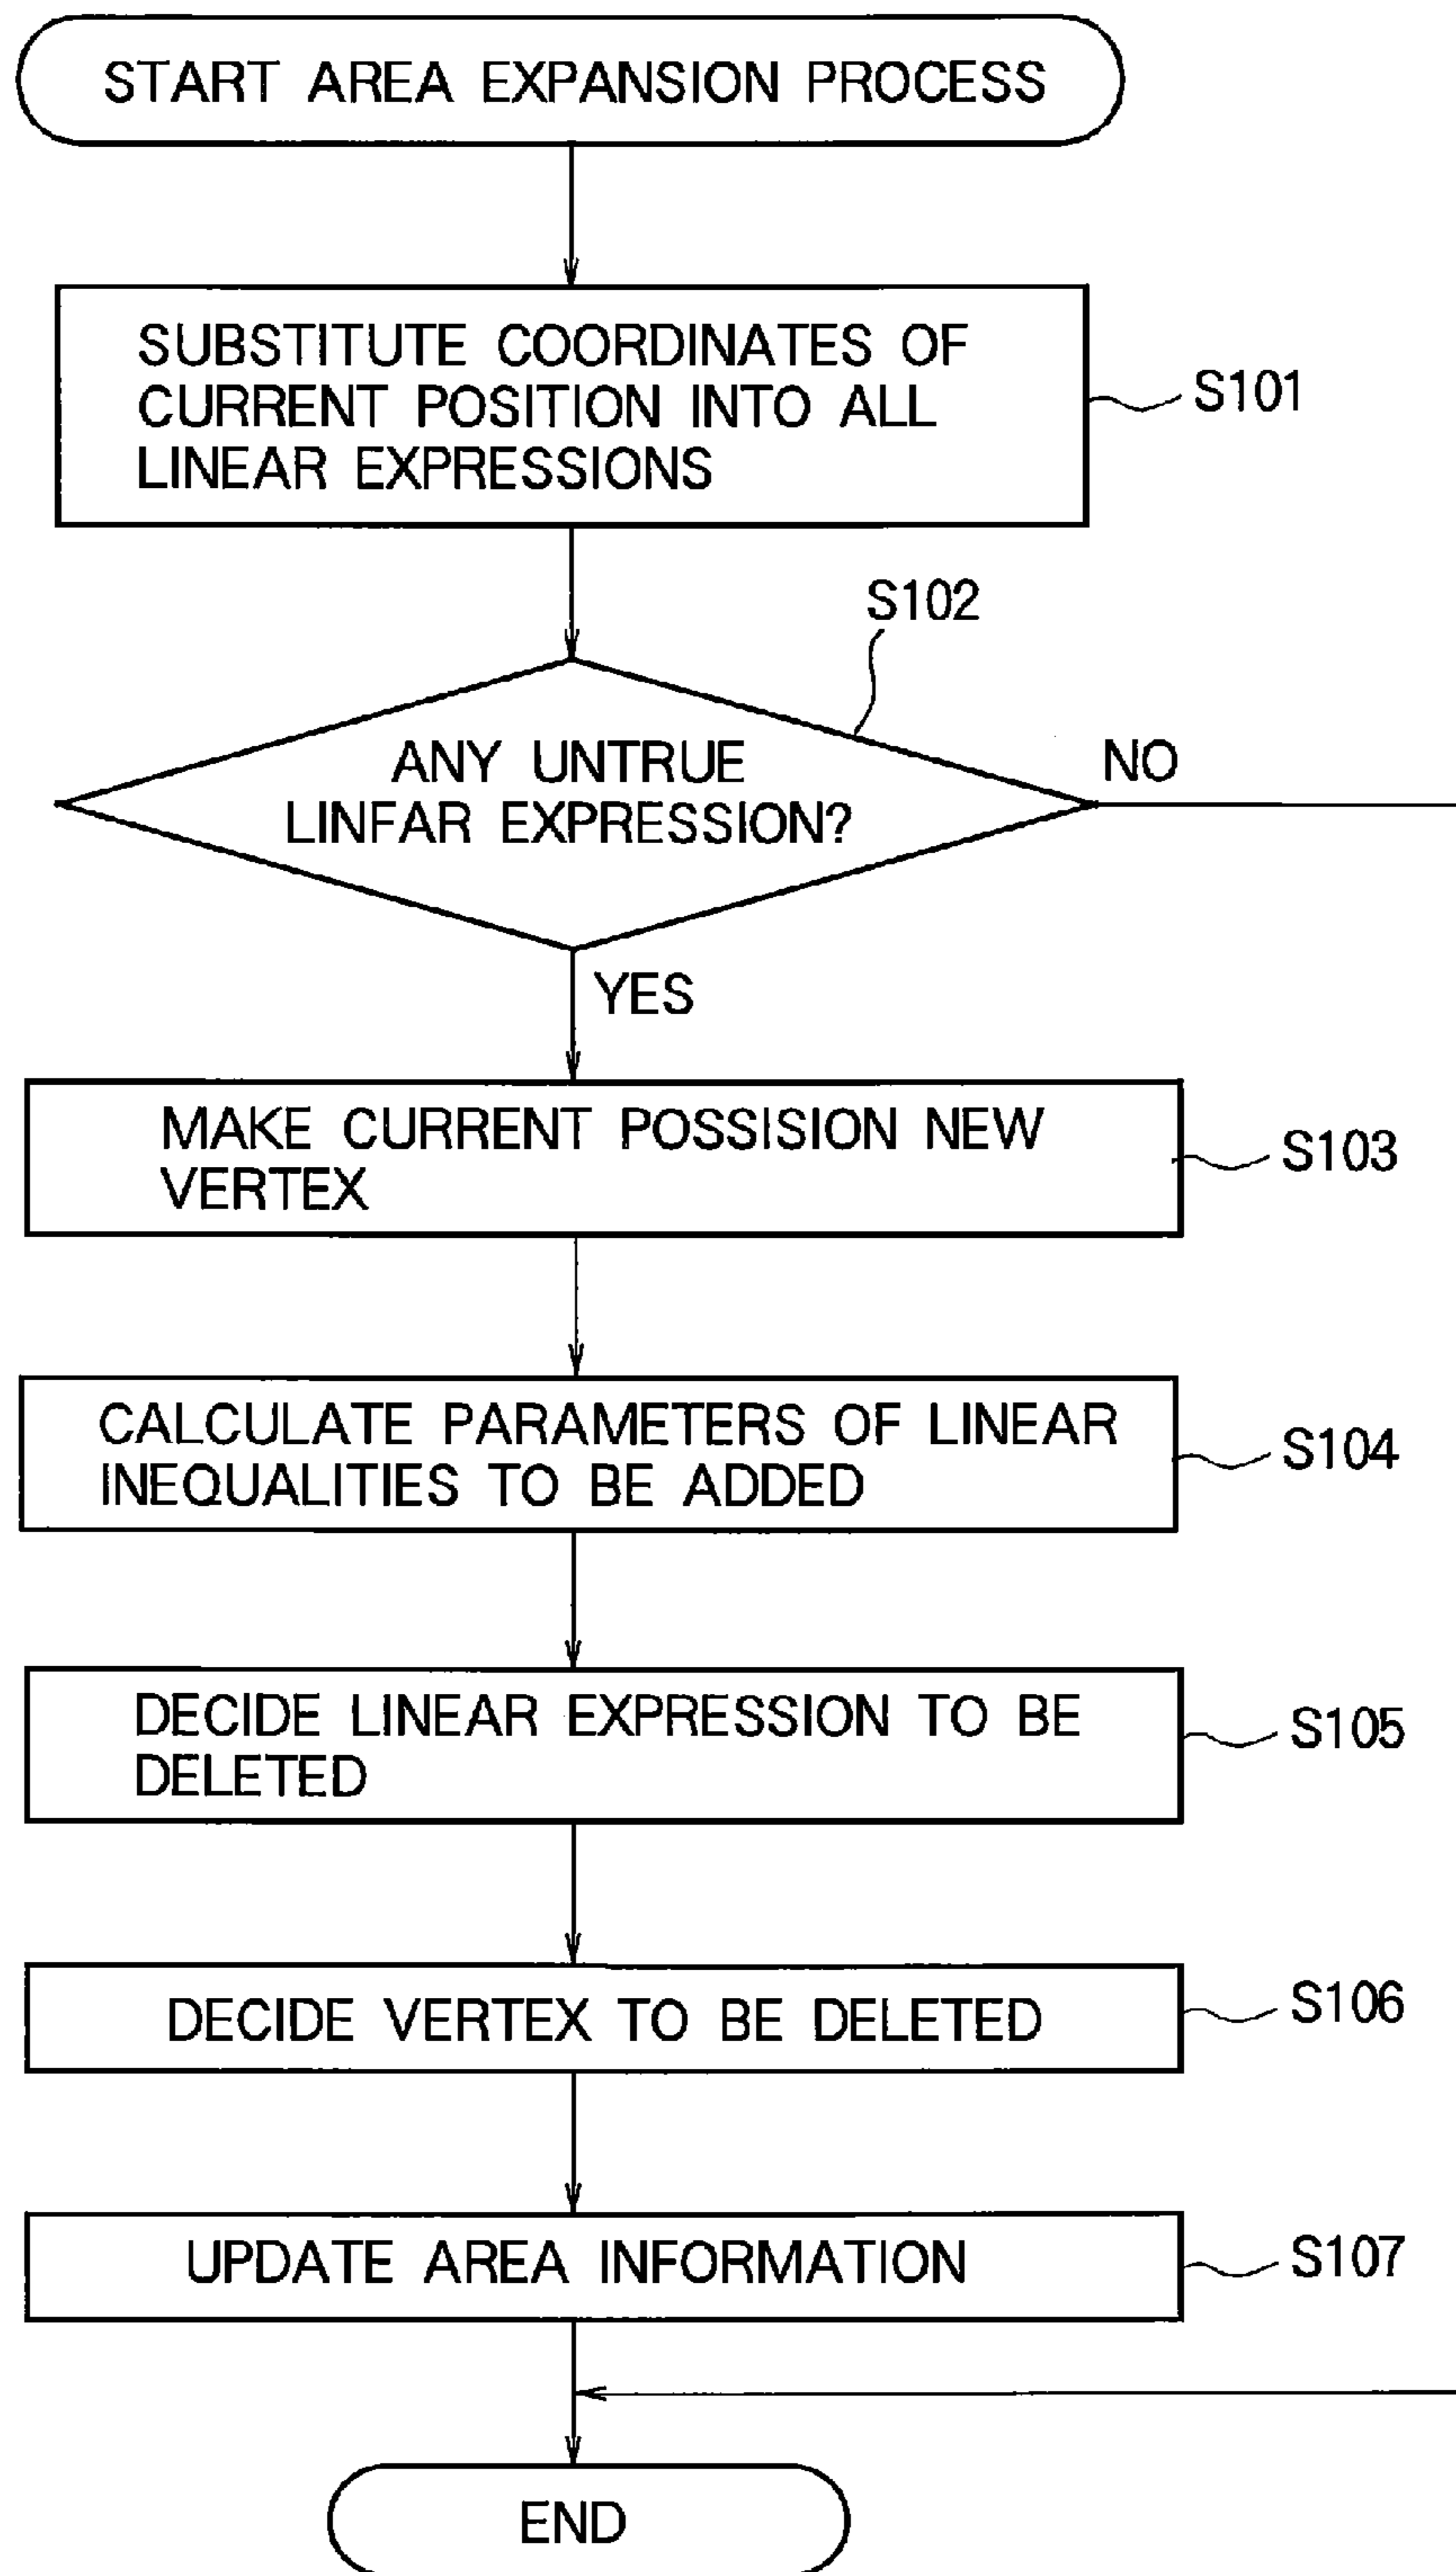 START AREA EXPANSION PROCESS
SUBSTITUTE COORDINATES OF
CURRENT POSITION INTO ALL
LINEAR EXPRESSIONS
S101
S102
ANY UNTRUE
LINFAR EXPRESSION?
NO
YES
MAKE CURRENT POSSISION NEW
VERTEX
S103
CALCULATE PARAMETERS OF LINEAR
INEQUALITIES TO BE ADDED
S104
DECIDE LINEAR EXPRESSION TO BE
DELETED
S105
DECIDE VERTEX TO BE DELETED
S106
UPDATE AREA INFORMATION
S107
END